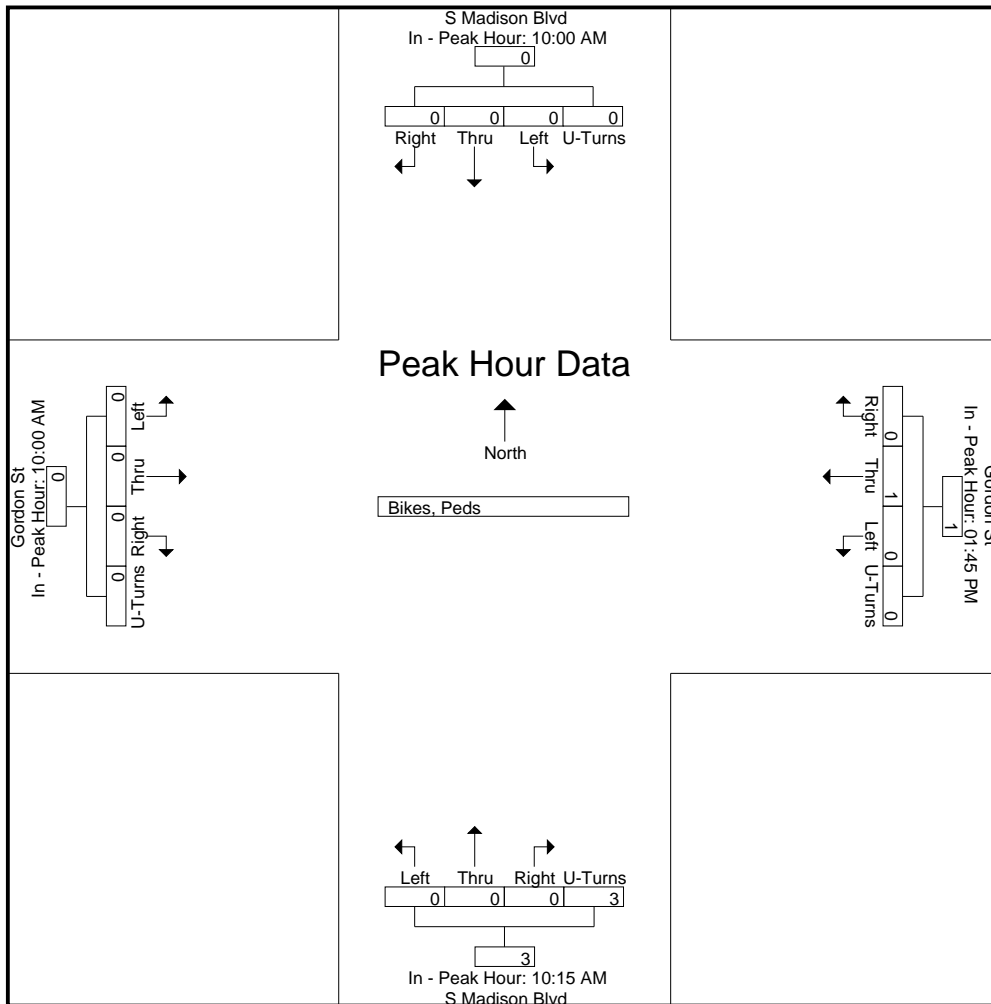 S Madison Blvd
In - Peak Hour: 10:00 AM
0
0 0 0 0
Right Thru Left U-Turns
Peak Hour Data
North
Bikes, Peds
Gordon St
In - Peak Hour: 10:00 AM
0
0 0 0 0
Left Thru Right U-Turns
Gordon St
In - Peak Hour: 01:45 PM
1
0 1 0 0
Right Thru Left U-Turns
Left Thru Right U-Turns
0 0 0 3
3
In - Peak Hour: 10:15 AM
S Madison Blvd